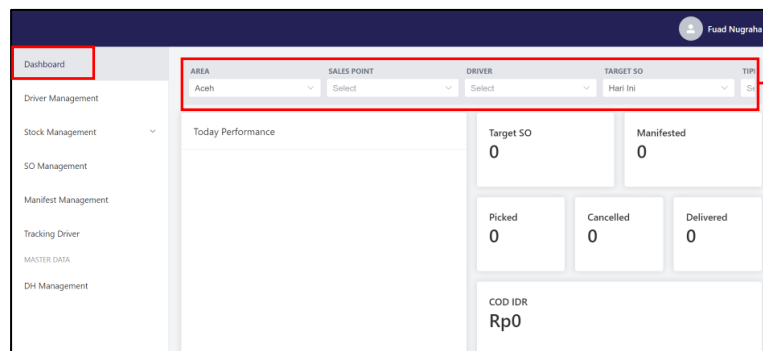 Fuad Nugraha
Dashboard
Driver Management
Stock Management
SO Management
Manifest Management
Tracking Driver
MASTER DATA
DH Management
AREA SALES POINT DRIVER TARGET SO
Aceh Select Select Hari Ini
Today Performance
Target SO
0
Manifested
0
Picked
0
Cancelled
0
Delivered
0
COD IDR
Rp0